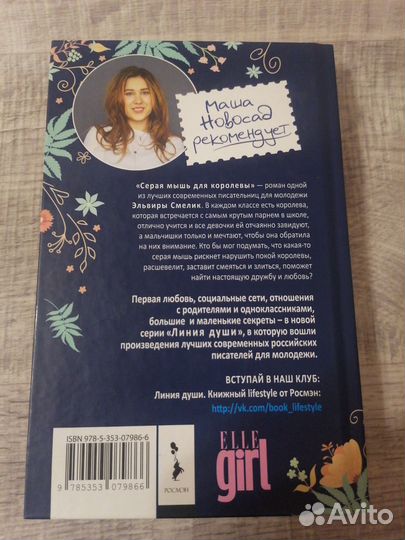 Маша
Новосад
рекомендует
«Серая мышь для королевы» — роман одной
из лучших современных писательниц для молодежи
Эльвиры Смелик. В каждом классе есть королева,
которая встречается с самым крутым парнем в школе,
отлично учится и все девочки ей отчаянно завидуют,
а мальчишки только и мечтают, чтобы она обратила
на них внимание. Кто бы мог подумать, что какая-то
серая мышь рискнет нарушить покой королевы,
расшевелит, заставит смеяться и злиться, поможет
найти настоящую дружбу и любовь?
Первая любовь, социальные сети, отношения
с родителями и одноклассниками,
большие и маленькие секреты – в новой
серии «Линия души», в которую вошли
произведения лучших современных российских
писателей для молодежи.
ВСТУПАЙ В НАШ КЛУБ:
Линия души. Книжный lifestyle от Росмэн:
http://vk.com/book_lifestyle
ISBN 978-5-353-07986-6
9 785353 079866
РОСМЭН
ELLE
girl
Avito